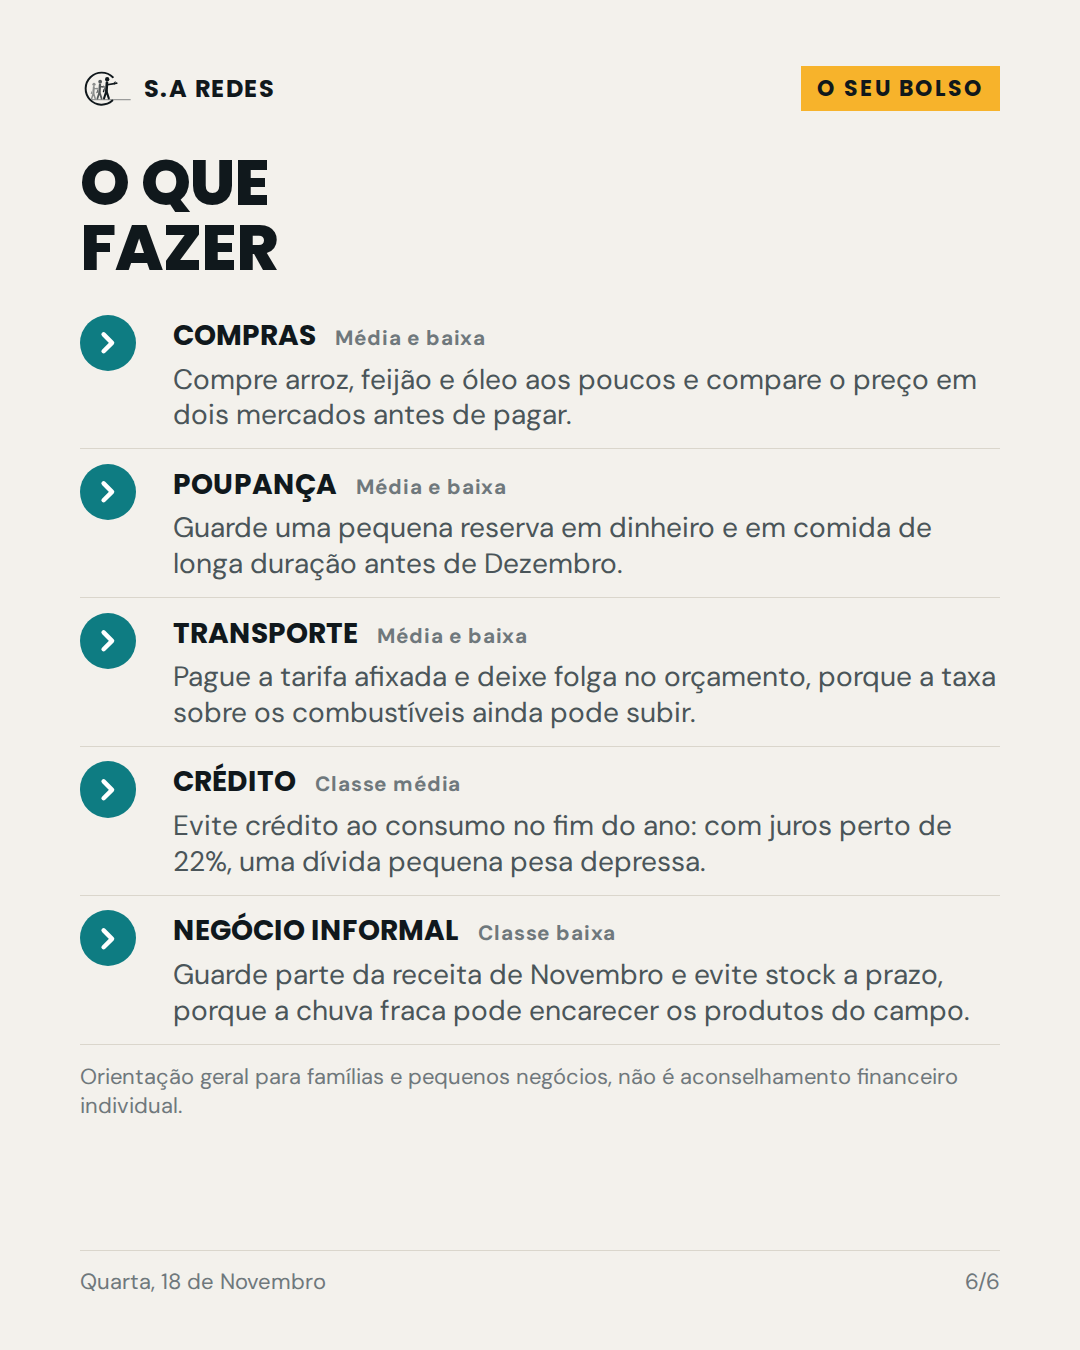 S.A REDES
O SEU BOLSO
O QUE
FAZER
COMPRAS Média e baixa
Compre arroz, feijão e óleo aos poucos e compare o preço em
dois mercados antes de pagar.
POUPANÇA Média e baixa
Guarde uma pequena reserva em dinheiro e em comida de
longa duração antes de Dezembro.
TRANSPORTE Média e baixa
Pague a tarifa afixada e deixe folga no orçamento, porque a taxa
sobre os combustíveis ainda pode subir.
CRÉDITO Classe média
Evite crédito ao consumo no fim do ano: com juros perto de
22%, uma dívida pequena pesa depressa.
NEGÓCIO INFORMAL Classe baixa
Guarde parte da receita de Novembro e evite stock a prazo,
porque a chuva fraca pode encarecer os produtos do campo.
Orientação geral para famílias e pequenos negócios, não é aconselhamento financeiro
individual.
Quarta, 18 de Novembro
6/6